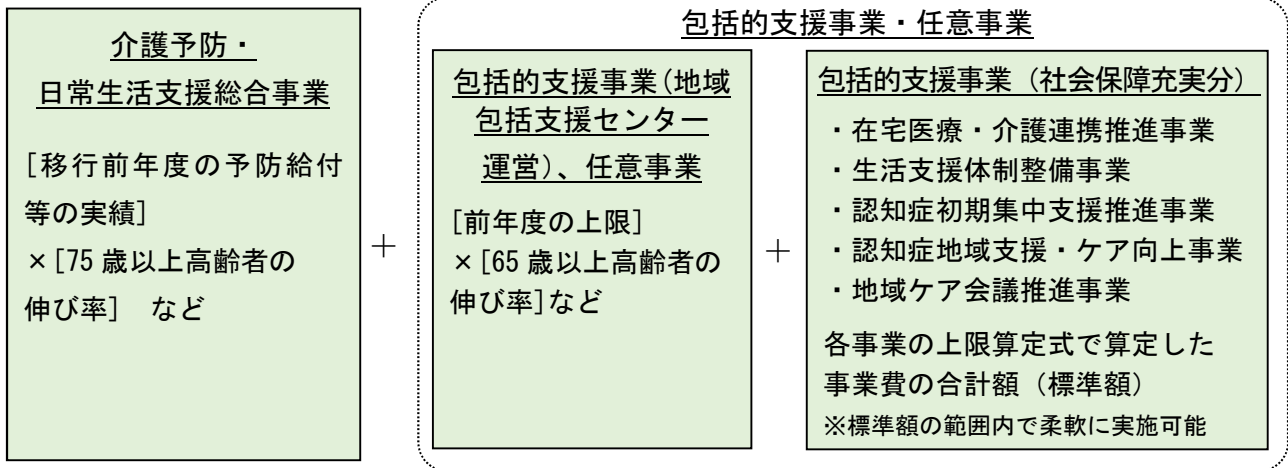 介護予防・
日常生活支援総合事業
[移行前年度の予防給付
等の実績]
×[75 歳以上高齢者の
伸び率] など
＋
包括的支援事業・任意事業
包括的支援事業(地域
包括支援センター
運営)、任意事業
[前年度の上限]
×[65 歳以上高齢者の
伸び率]など
＋
包括的支援事業（社会保障充実分）
・在宅医療・介護連携推進事業
・生活支援体制整備事業
・認知症初期集中支援推進事業
・認知症地域支援・ケア向上事業
・地域ケア会議推進事業
各事業の上限算定式で算定した
事業費の合計額（標準額）
※標準額の範囲内で柔軟に実施可能